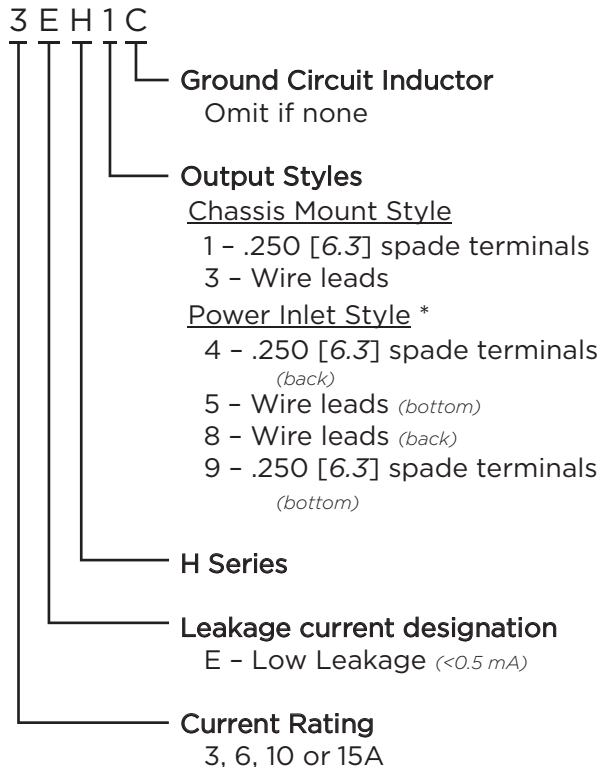 3 E H 1 C
Ground Circuit Inductor
Omit if none
Output Styles
Chassis Mount Style
1 – .250 [6.3] spade terminals
3 – Wire leads
Power Inlet Style *
4 – .250 [6.3] spade terminals
(back)
5 – Wire leads (bottom)
8 – Wire leads (back)
9 – .250 [6.3] spade terminals
(bottom)
H Series
Leakage current designation
E – Low Leakage (<0.5 mA)
Current Rating
3, 6, 10 or 15A